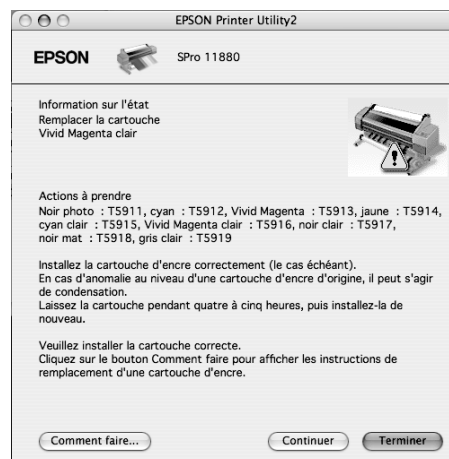 EPSON Printer Utility2
EPSON
SPro 11880
Information sur l'état
Remplacer la cartouche
Vivid Magenta clair
Actions à prendre
Noir photo : T5911, cyan : T5912, Vivid Magenta : T5913, jaune : T5914,
cyan clair : T5915, Vivid Magenta clair : T5916, noir clair : T5917,
noir mat : T5918, gris clair : T5919
Installez la cartouche d'encre correctement (le cas échéant).
En cas d'anomalie au niveau d'une cartouche d'encre d'origine, il peut s'agir
de condensation.
Laissez la cartouche pendant quatre à cinq heures, puis installez-la de
nouveau.
Veuillez installer la cartouche correcte.
Cliquez sur le bouton Comment faire pour afficher les instructions de
remplacement d'une cartouche d'encre.
Comment faire...
Continuer
Terminer